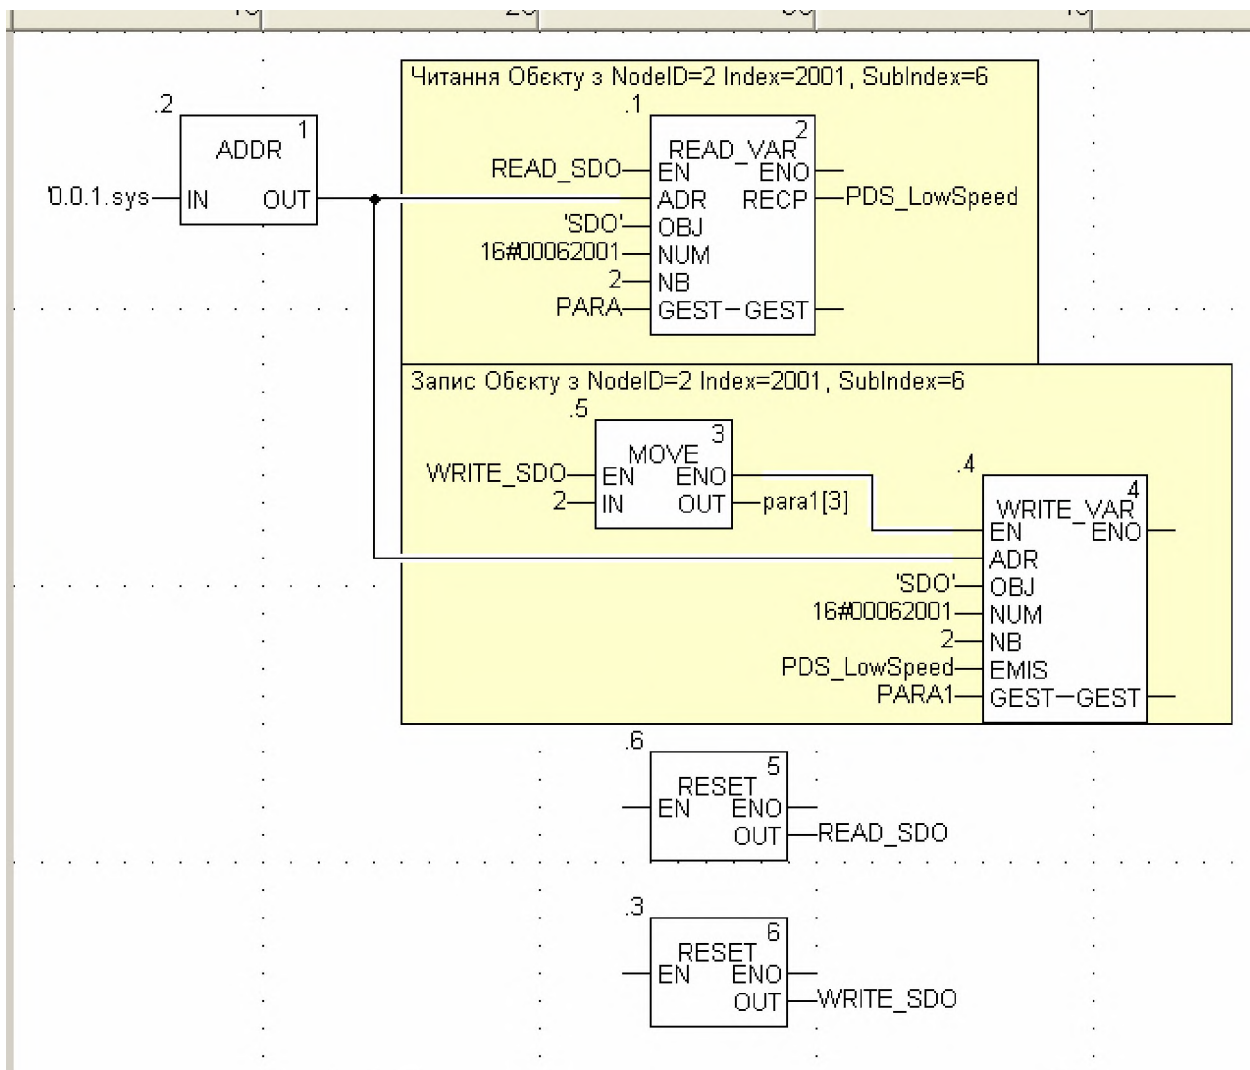 Читання Обєкту з NodeID=2 Index=2001, SubIndex=6
.2
1
ADDR
'0.0.1.sys
IN OUT
.1
2
READ_VAR
READ_SDO EN ENO
ADR RECP PDS_LowSpeed
'SDO' OBJ
16#00062001 NUM
2 NB
PARA GEST GEST
Запис Обєкту з NodeID=2 Index=2001, SubIndex=6
.5
3
MOVE
WRITE_SDO EN ENO
2 IN OUT para1[3]
.4
4
WRITE_VAR
EN ENO
ADR
'SDO' OBJ
16#00062001 NUM
2 NB
PDS_LowSpeed EMIS
PARA1 GEST GEST
.6
5
RESET
EN ENO
OUT READ_SDO
.3
6
RESET
EN ENO
OUT WRITE_SDO